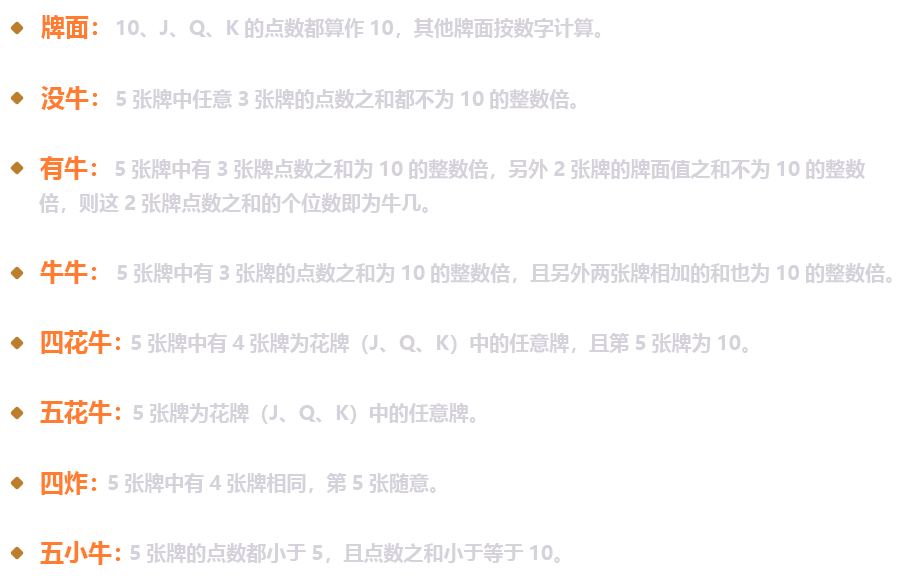 牌面：10、J、Q、K 的点数都算作 10，其他牌面按数字计算。
没牛：5 张牌中任意 3 张牌的点数之和都不为 10 的整数倍。
有牛：5 张牌中有 3 张牌点数之和为 10 的整数倍，另外 2 张牌的牌面值之和不为 10 的整数
倍，则这 2 张牌点数之和的个位数即为牛几。
牛牛：5 张牌中有 3 张牌的点数之和为 10 的整数倍，且另外两张牌相加的和也为 10 的整数倍。
四花牛：5 张牌中有 4 张牌为花牌（J、Q、K）中的任意牌，且第 5 张牌为 10。
五花牛：5 张牌为花牌（J、Q、K）中的任意牌。
四炸：5 张牌中有 4 张牌相同，第 5 张随意。
五小牛：5 张牌的点数都小于 5，且点数之和小于等于 10。